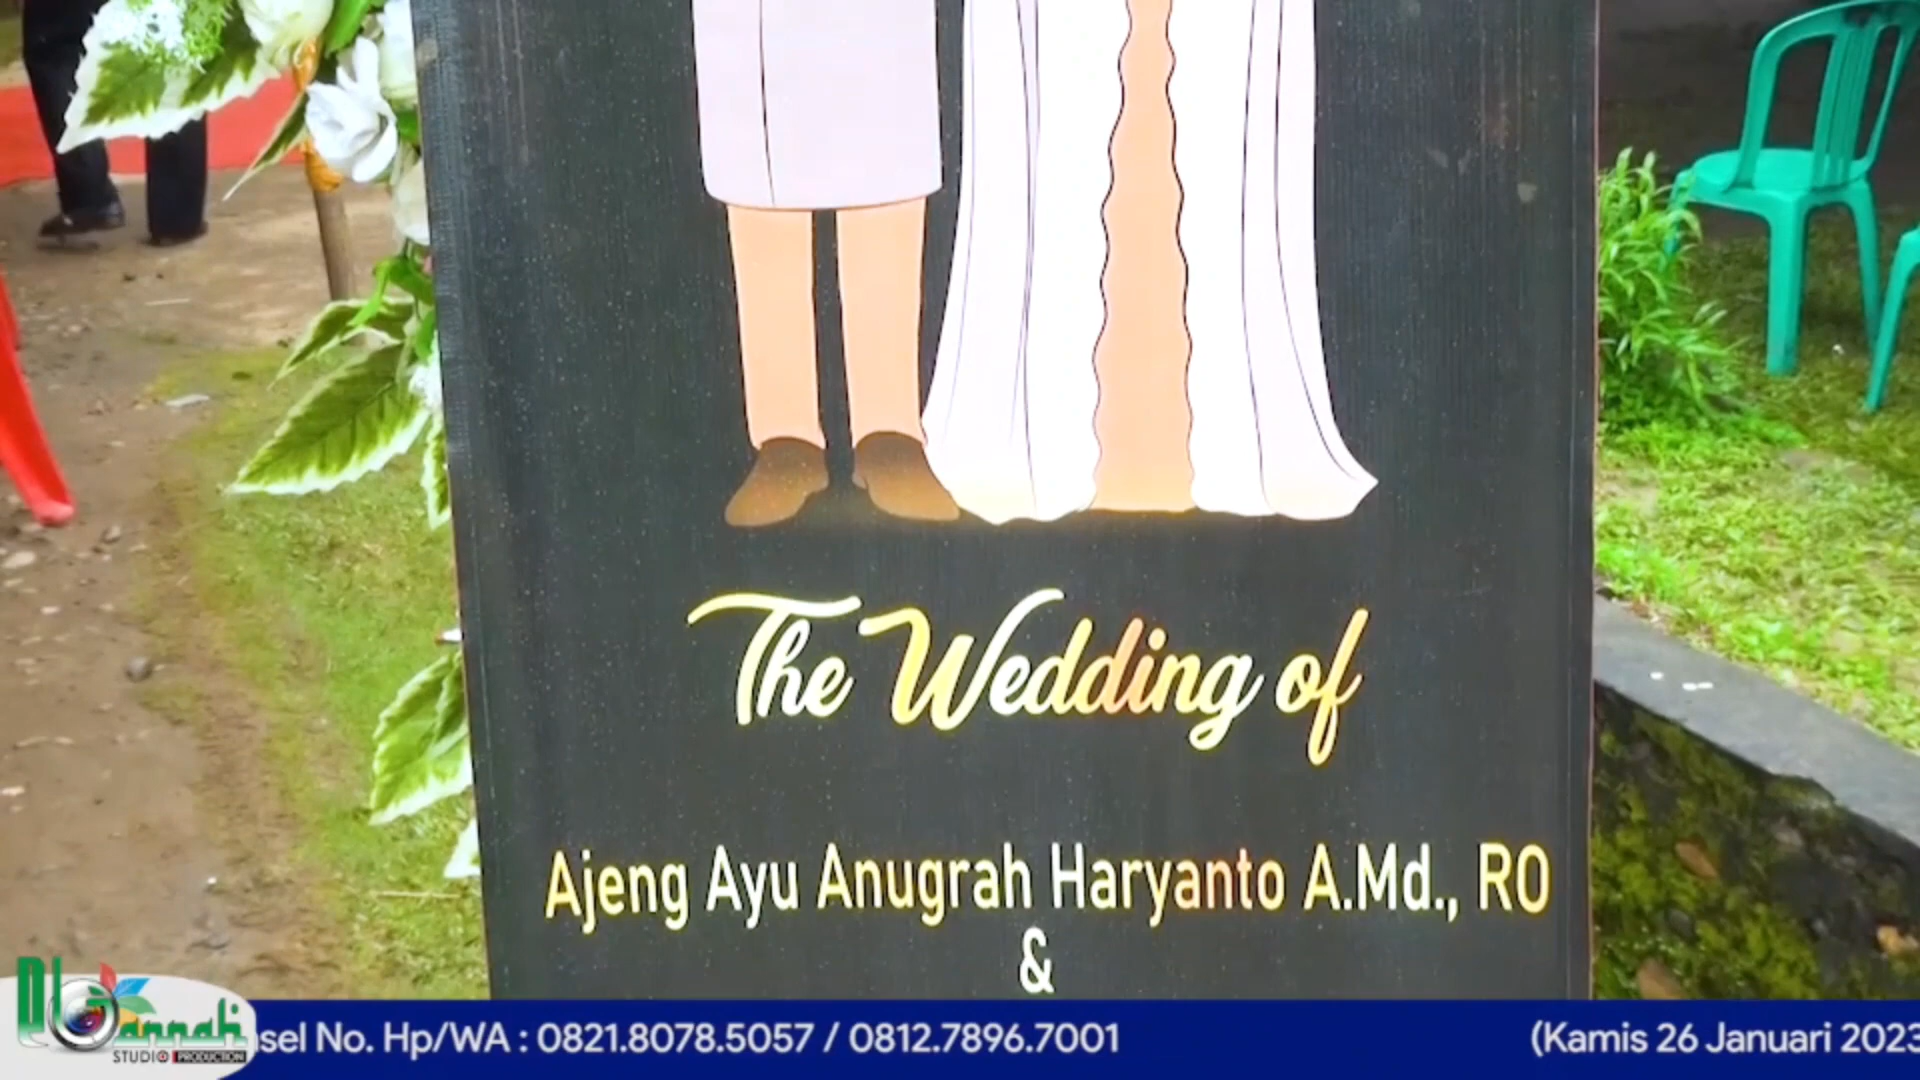 The Wedding of
Ajeng Ayu Anugrah Haryanto A.Md., RO
&
No. Hp/WA : 0821.8078.5057 / 0812.7896.7001
(Kamis 26 Januari 2023
STUDIO PRODUCTION